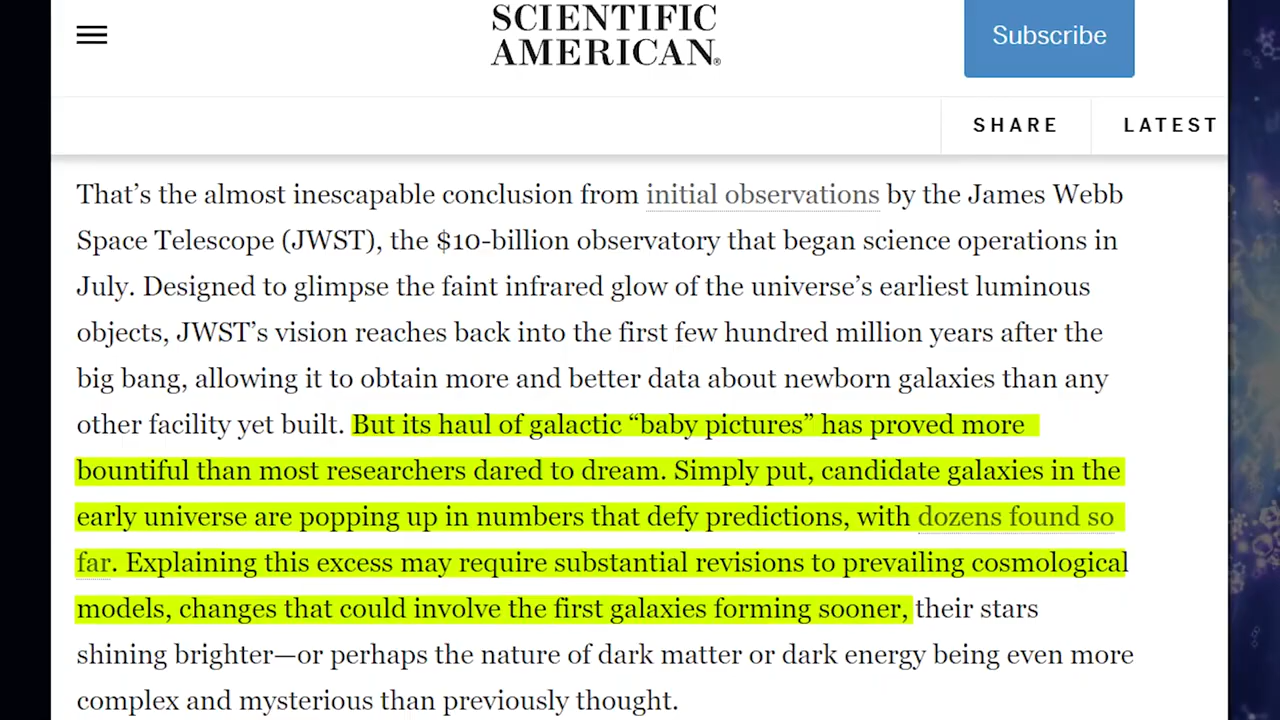 SCIENTIFIC
AMERICAN®
Subscribe
SHARE
LATEST
That’s the almost inescapable conclusion from initial observations by the James Webb
Space Telescope (JWST), the $10-billion observatory that began science operations in
July. Designed to glimpse the faint infrared glow of the universe’s earliest luminous
objects, JWST’s vision reaches back into the first few hundred million years after the
big bang, allowing it to obtain more and better data about newborn galaxies than any
other facility yet built. But its haul of galactic “baby pictures” has proved more
bountiful than most researchers dared to dream. Simply put, candidate galaxies in the
early universe are popping up in numbers that defy predictions, with dozens found so
far. Explaining this excess may require substantial revisions to prevailing cosmological
models, changes that could involve the first galaxies forming sooner, their stars
shining brighter—or perhaps the nature of dark matter or dark energy being even more
complex and mysterious than previously thought.